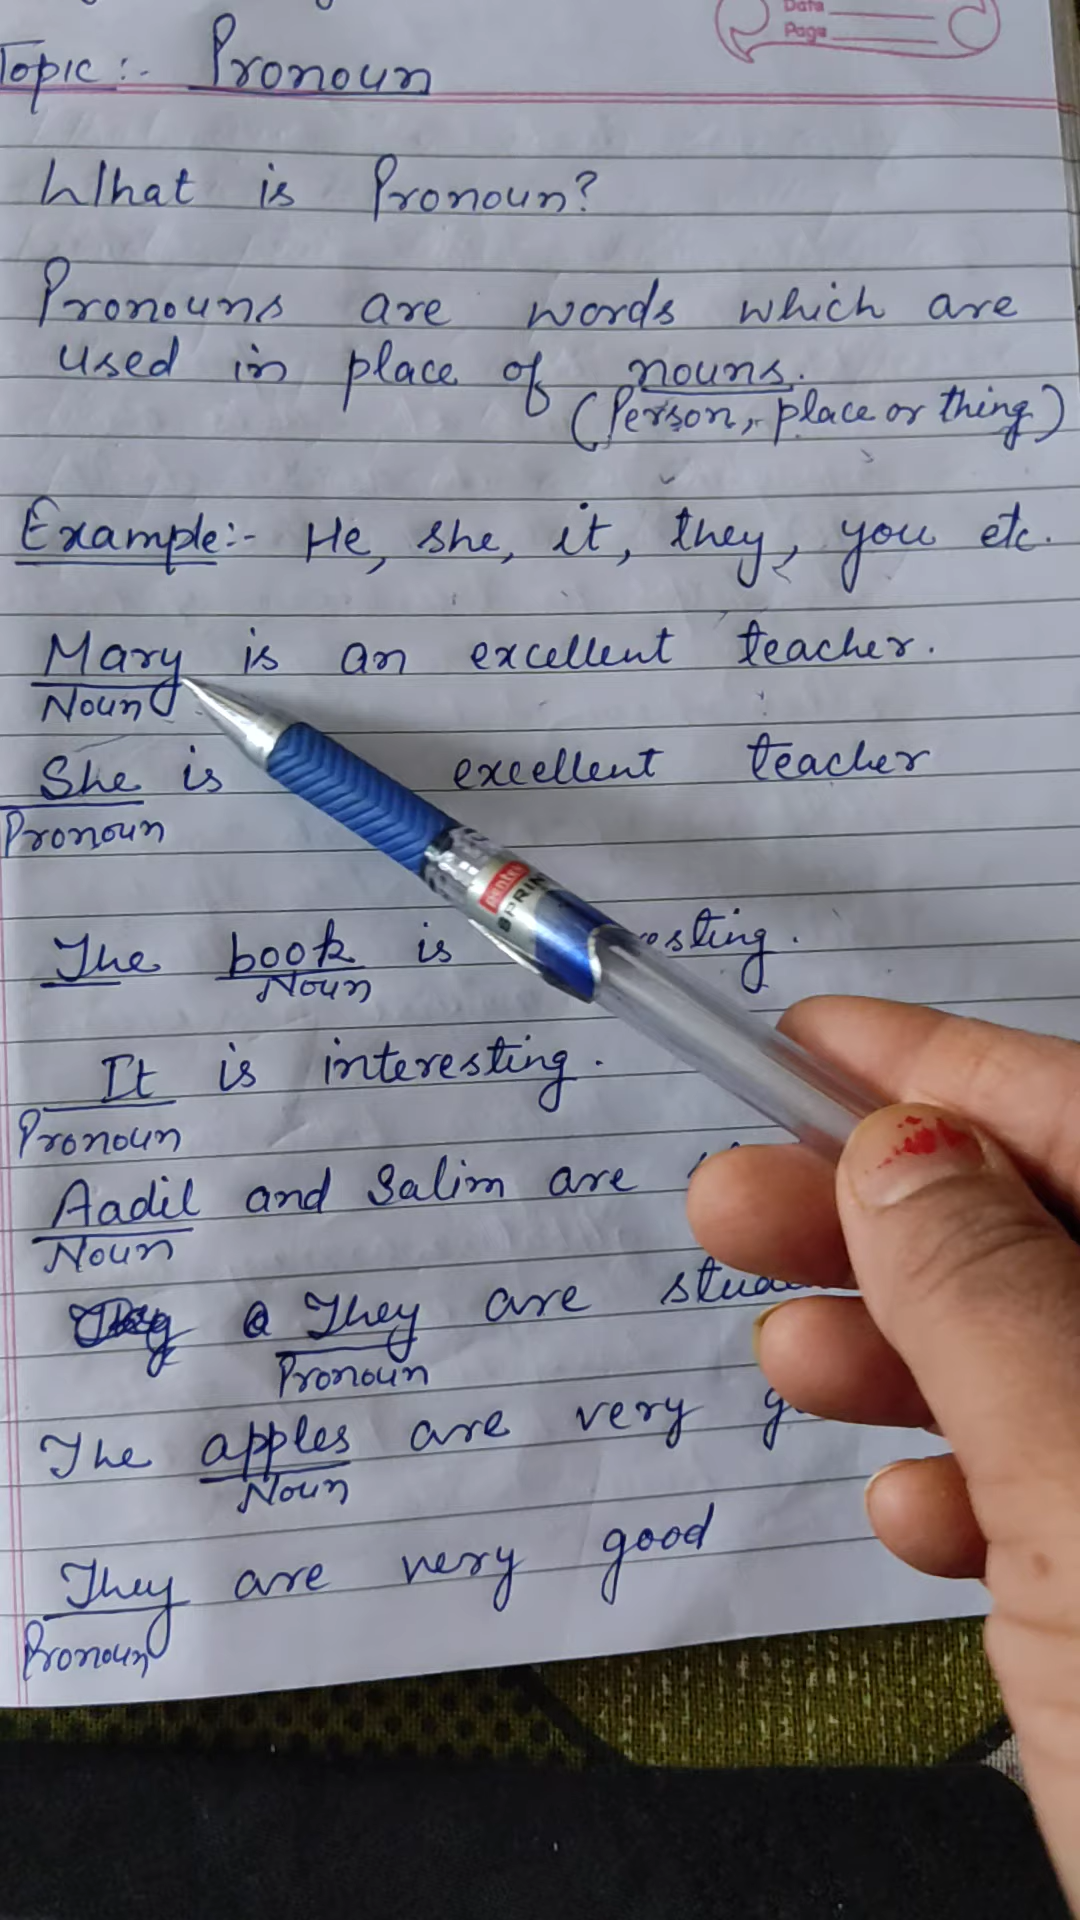 Date
Page
Topic:- Pronoun
What is Pronoun?
Pronouns are words which are
used in place of nouns.
(Person, place or thing)
Example:- He, she, it, they, you etc.
Mary is an excellent teacher.
Noun
She is excellent teacher
Pronoun
pentek
SPRIN
The book is
Noun
It is interesting.
Pronoun
Aadil and Salim are
Noun
They are
Pronoun
The apples are very
Noun
They are very good
Pronoun